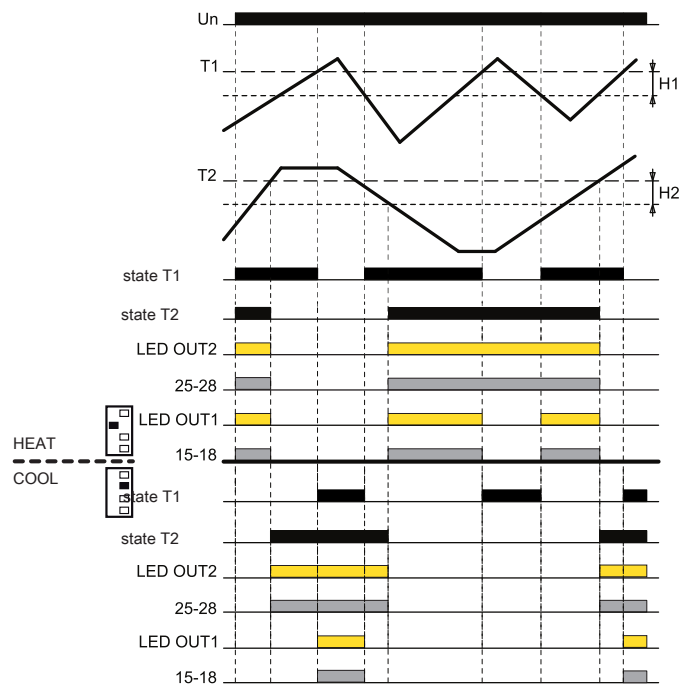 Un
T1
H1
T2
H2
state T1
state T2
LED OUT2
25-28
LED OUT1
HEAT
15-18
COOL
state T1
state T2
LED OUT2
25-28
LED OUT1
15-18